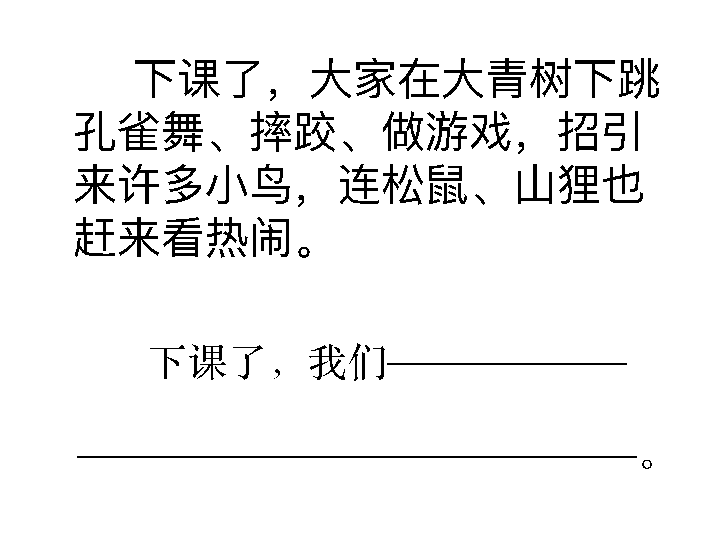 下课了，大家在大青树下跳
孔雀舞、摔跤、做游戏，招引
来许多小鸟，连松鼠、山狸也
赶来看热闹。
下课了，我们——————
——————————————。